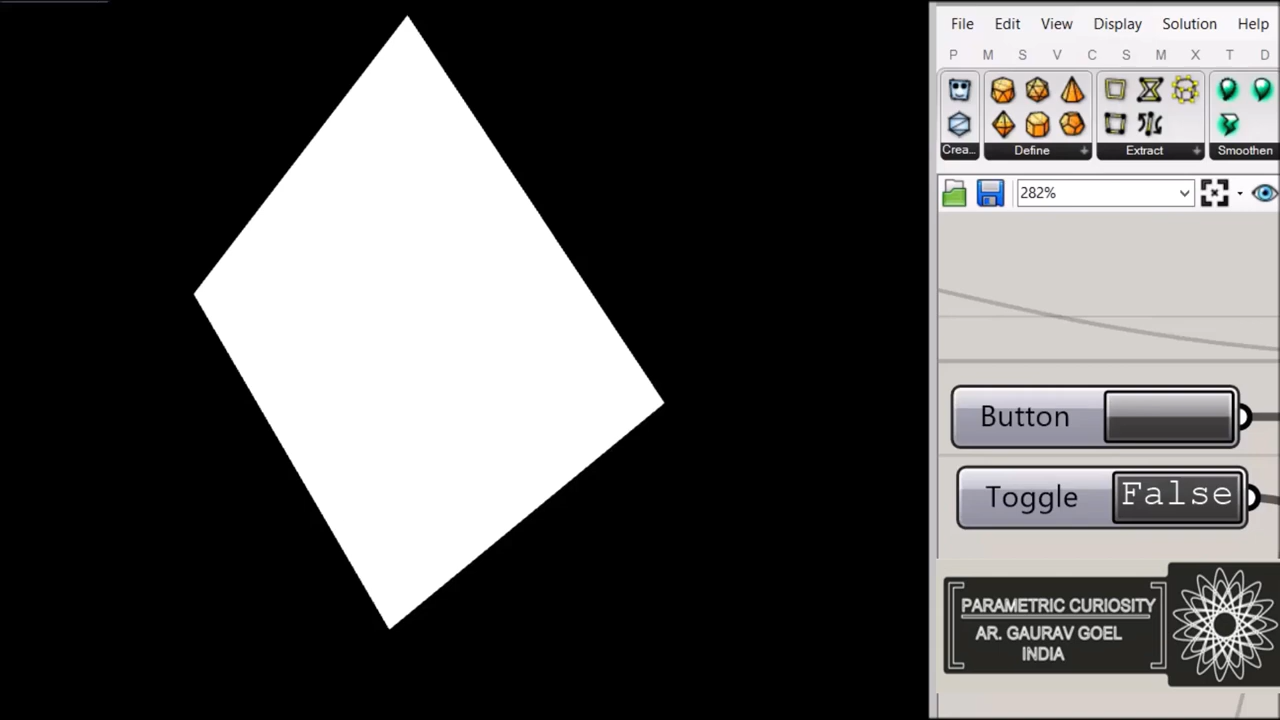 File Edit View Display Solution Help
P M S V C S M X T D
Crea... Define Extract Smoothen
282%
Button
Toggle False
PARAMETRIC CURIOSITY
AR. GAURAV GOEL
INDIA